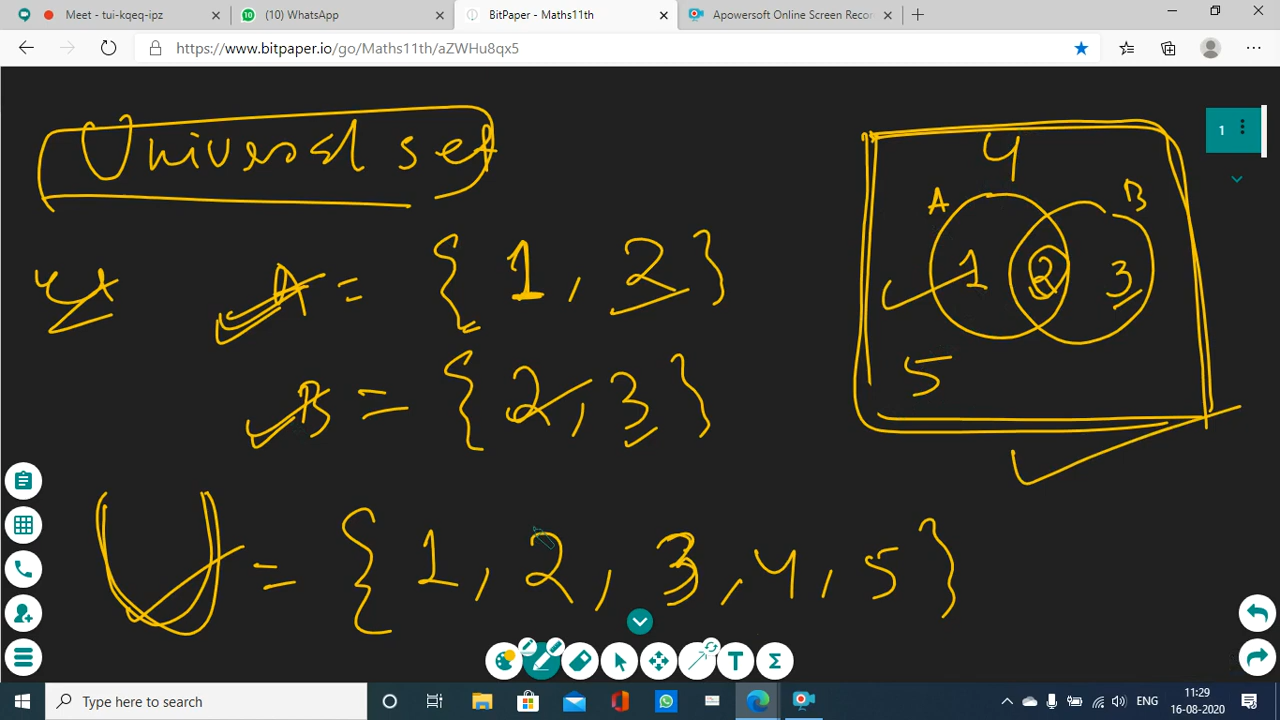 Meet - tui-kqeq-ipz
(10) WhatsApp
BitPaper - Maths11th
Apowersoft Online Screen Recor
https://www.bitpaper.io/go/Maths11th/aZWHu8qx5
Universal set
1
4
A B
1 2 3
5
A = {1, 2}
B = {2, 3}
U = {1, 2, 3, 4, 5}
T Σ
Type here to search
ENG
11:29
16-08-2020